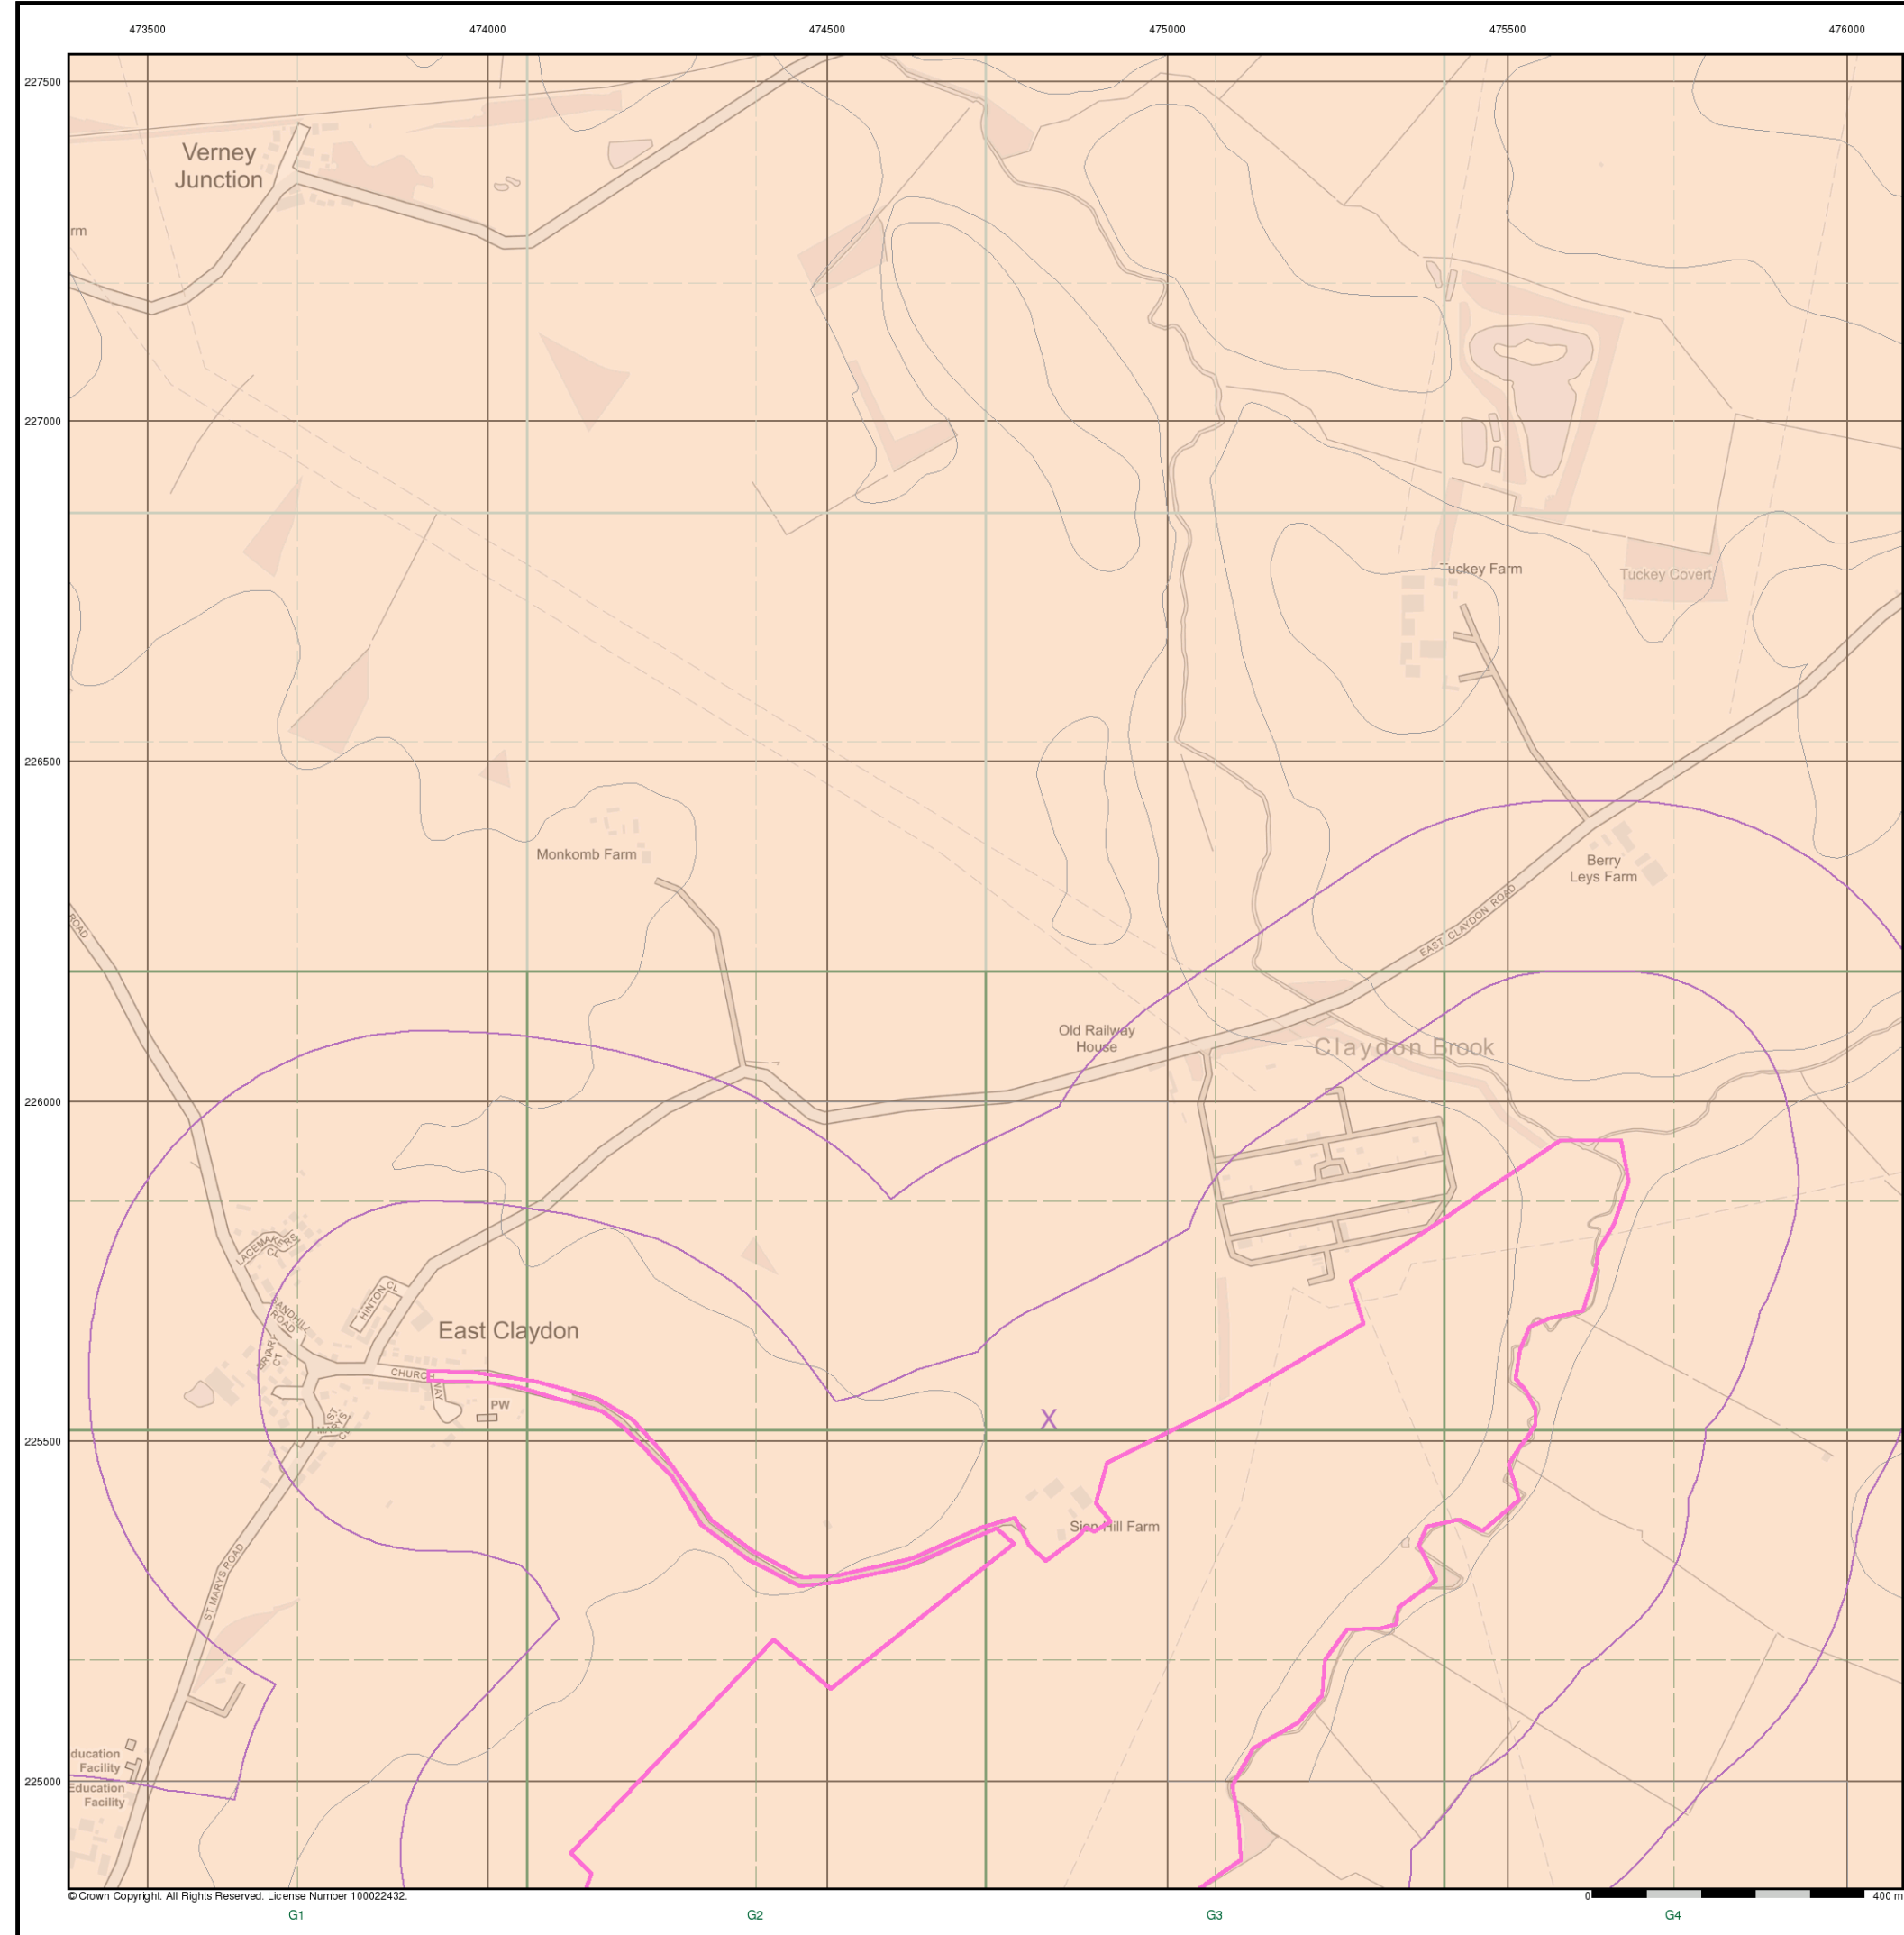 473500 474000 474500 475000 475500 476000
227500
Verney
Junction
rm
227000
Tuckey Farm
Tuckey Covert
226500
Monkomb Farm
Berry
Leys Farm
EAST CLAYDON ROAD
ROAD
Old Railway
House
Claydon Brook
226000
HINTON CL
SANDHILL
ROAD
East Claydon
BRIARY
CT
CHURCH WAY
PW
X
225500
Sion Hill Farm
ST MARYS ROAD
ducation
Facility
225000
Education
Facility
© Crown Copyright. All Rights Reserved. License Number 100022432.
0 400 m
G1 G2 G3 G4